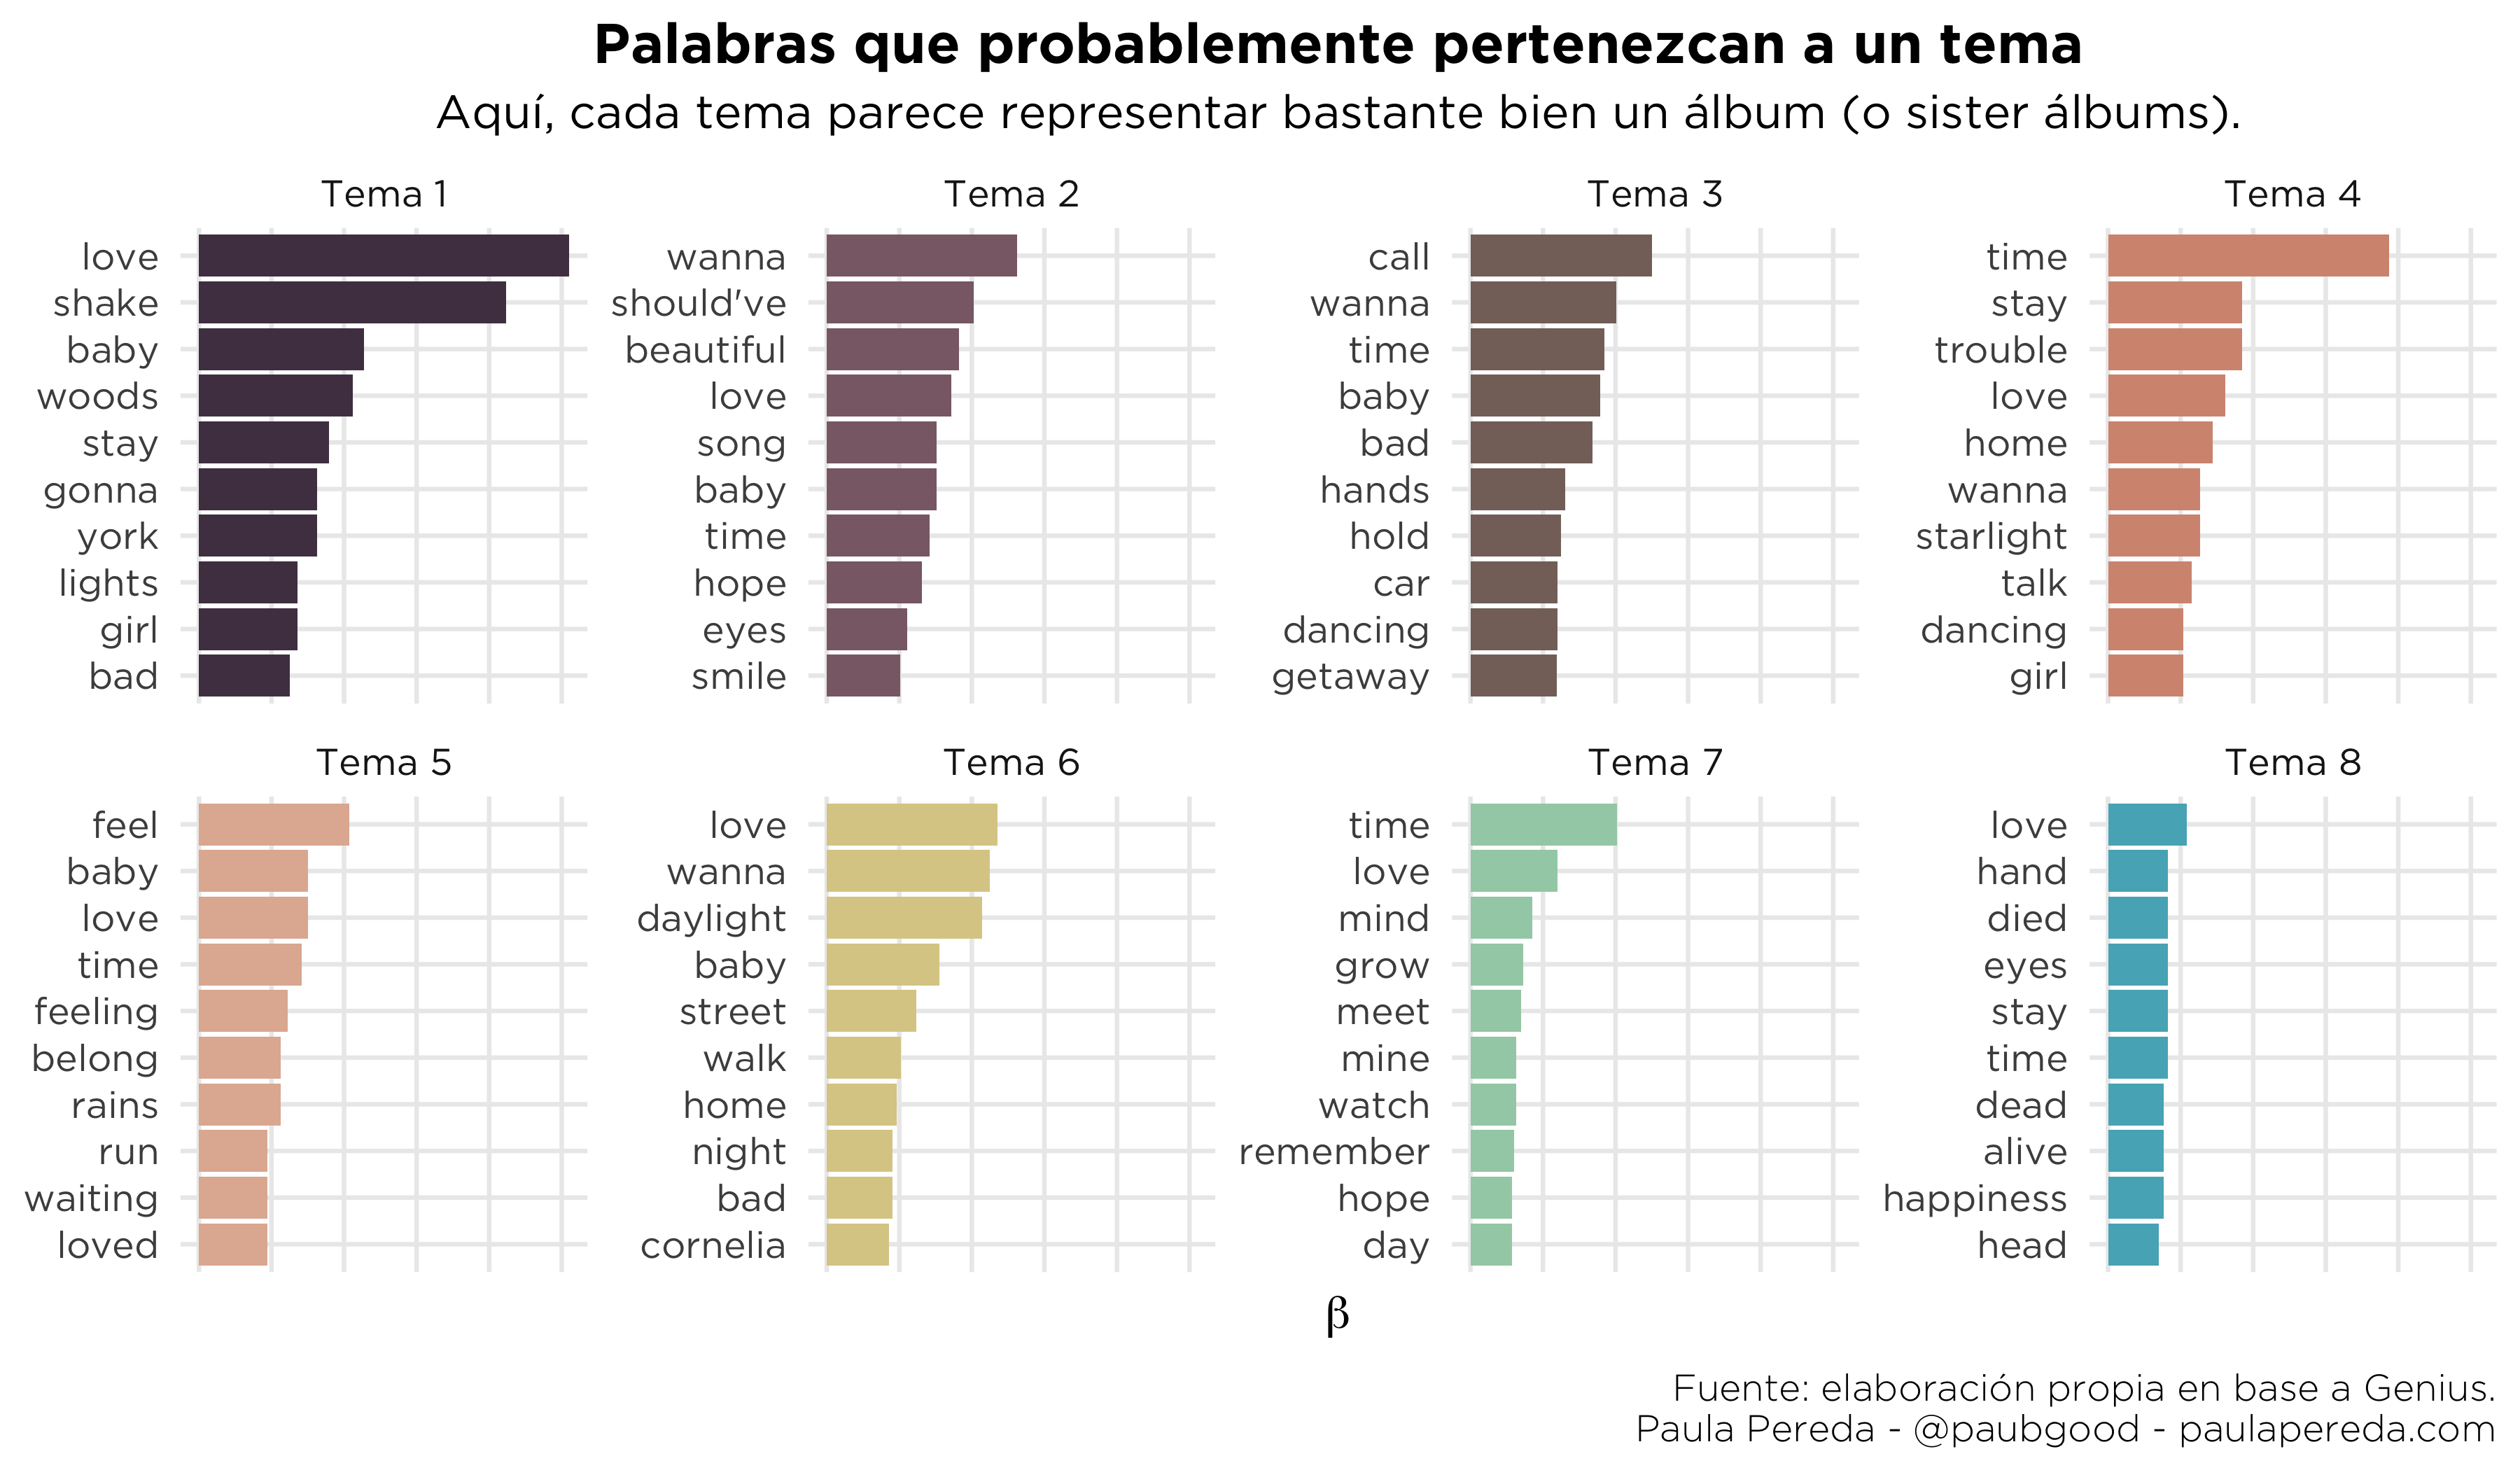 Palabras que probablemente pertenezcan a un tema
Aquí, cada tema parece representar bastante bien un álbum (o sister álbums).
Tema 1
love
shake
baby
woods
stay
gonna
york
lights
girl
bad
Tema 2
wanna
should've
beautiful
love
song
baby
time
hope
eyes
smile
Tema 3
call
wanna
time
baby
bad
hands
hold
car
dancing
getaway
Tema 4
time
stay
trouble
love
home
wanna
starlight
talk
dancing
girl
Tema 5
feel
baby
love
time
feeling
belong
rains
run
waiting
loved
Tema 6
love
wanna
daylight
baby
street
walk
home
night
bad
cornelia
Tema 7
time
love
mind
grow
meet
mine
watch
remember
hope
day
Tema 8
love
hand
died
eyes
stay
time
dead
alive
happiness
head
β
Fuente: elaboración propia en base a Genius.
Paula Pereda - @paubgood - paulapereda.com